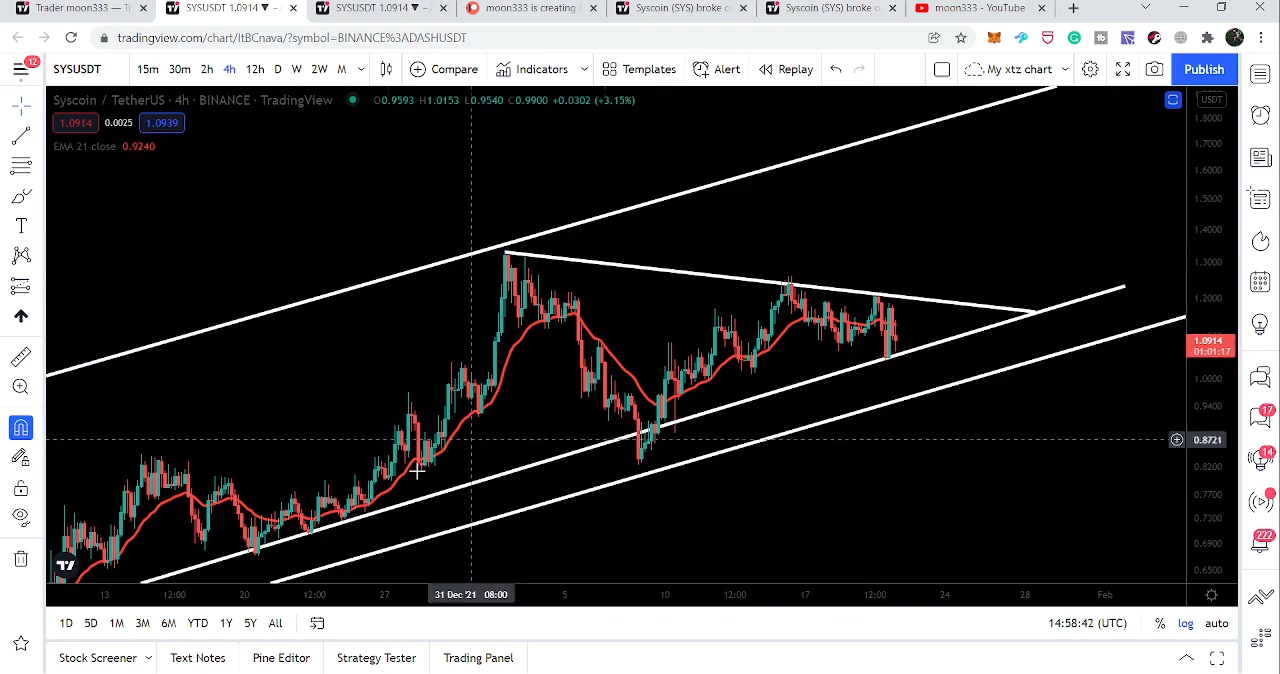 Trader moon333 — T
SYSUSDT 1.0914 ▼ −
SYSUSDT 1.0914 ▼ −
moon333 is creating
Syscoin (SYS) broke o
Syscoin (SYS) broke o
moon333 - YouTube
tradingview.com/chart/ItBCnava/?symbol=BINANCE%3ADASHUSDT
12
SYSUSDT 15m 30m 2h 4h 12h D W 2W M Compare Indicators Templates Alert Replay My xtz chart Publish
Syscoin / TetherUS · 4h · BINANCE · TradingView O0.9593 H1.0153 L0.9540 C0.9900 +0.0302 (+3.15%)
USDT
1.0914 0.0025 1.0939
EMA 21 close 0.9240
1.8000
1.7000
1.6000
1.5000
1.4000
1.3000
1.2000
1.0914
01:01:17
1.0000
0.9400
0.8721
0.8200
0.7700
0.7300
0.6900
0.6500
17
14
222
13 12:00 20 12:00 27 31 Dec '21 08:00 5 10 12:00 17 12:00 24 28 Feb
1D 5D 1M 3M 6M YTD 1Y 5Y All 14:58:42 (UTC) % log auto
Stock Screener Text Notes Pine Editor Strategy Tester Trading Panel